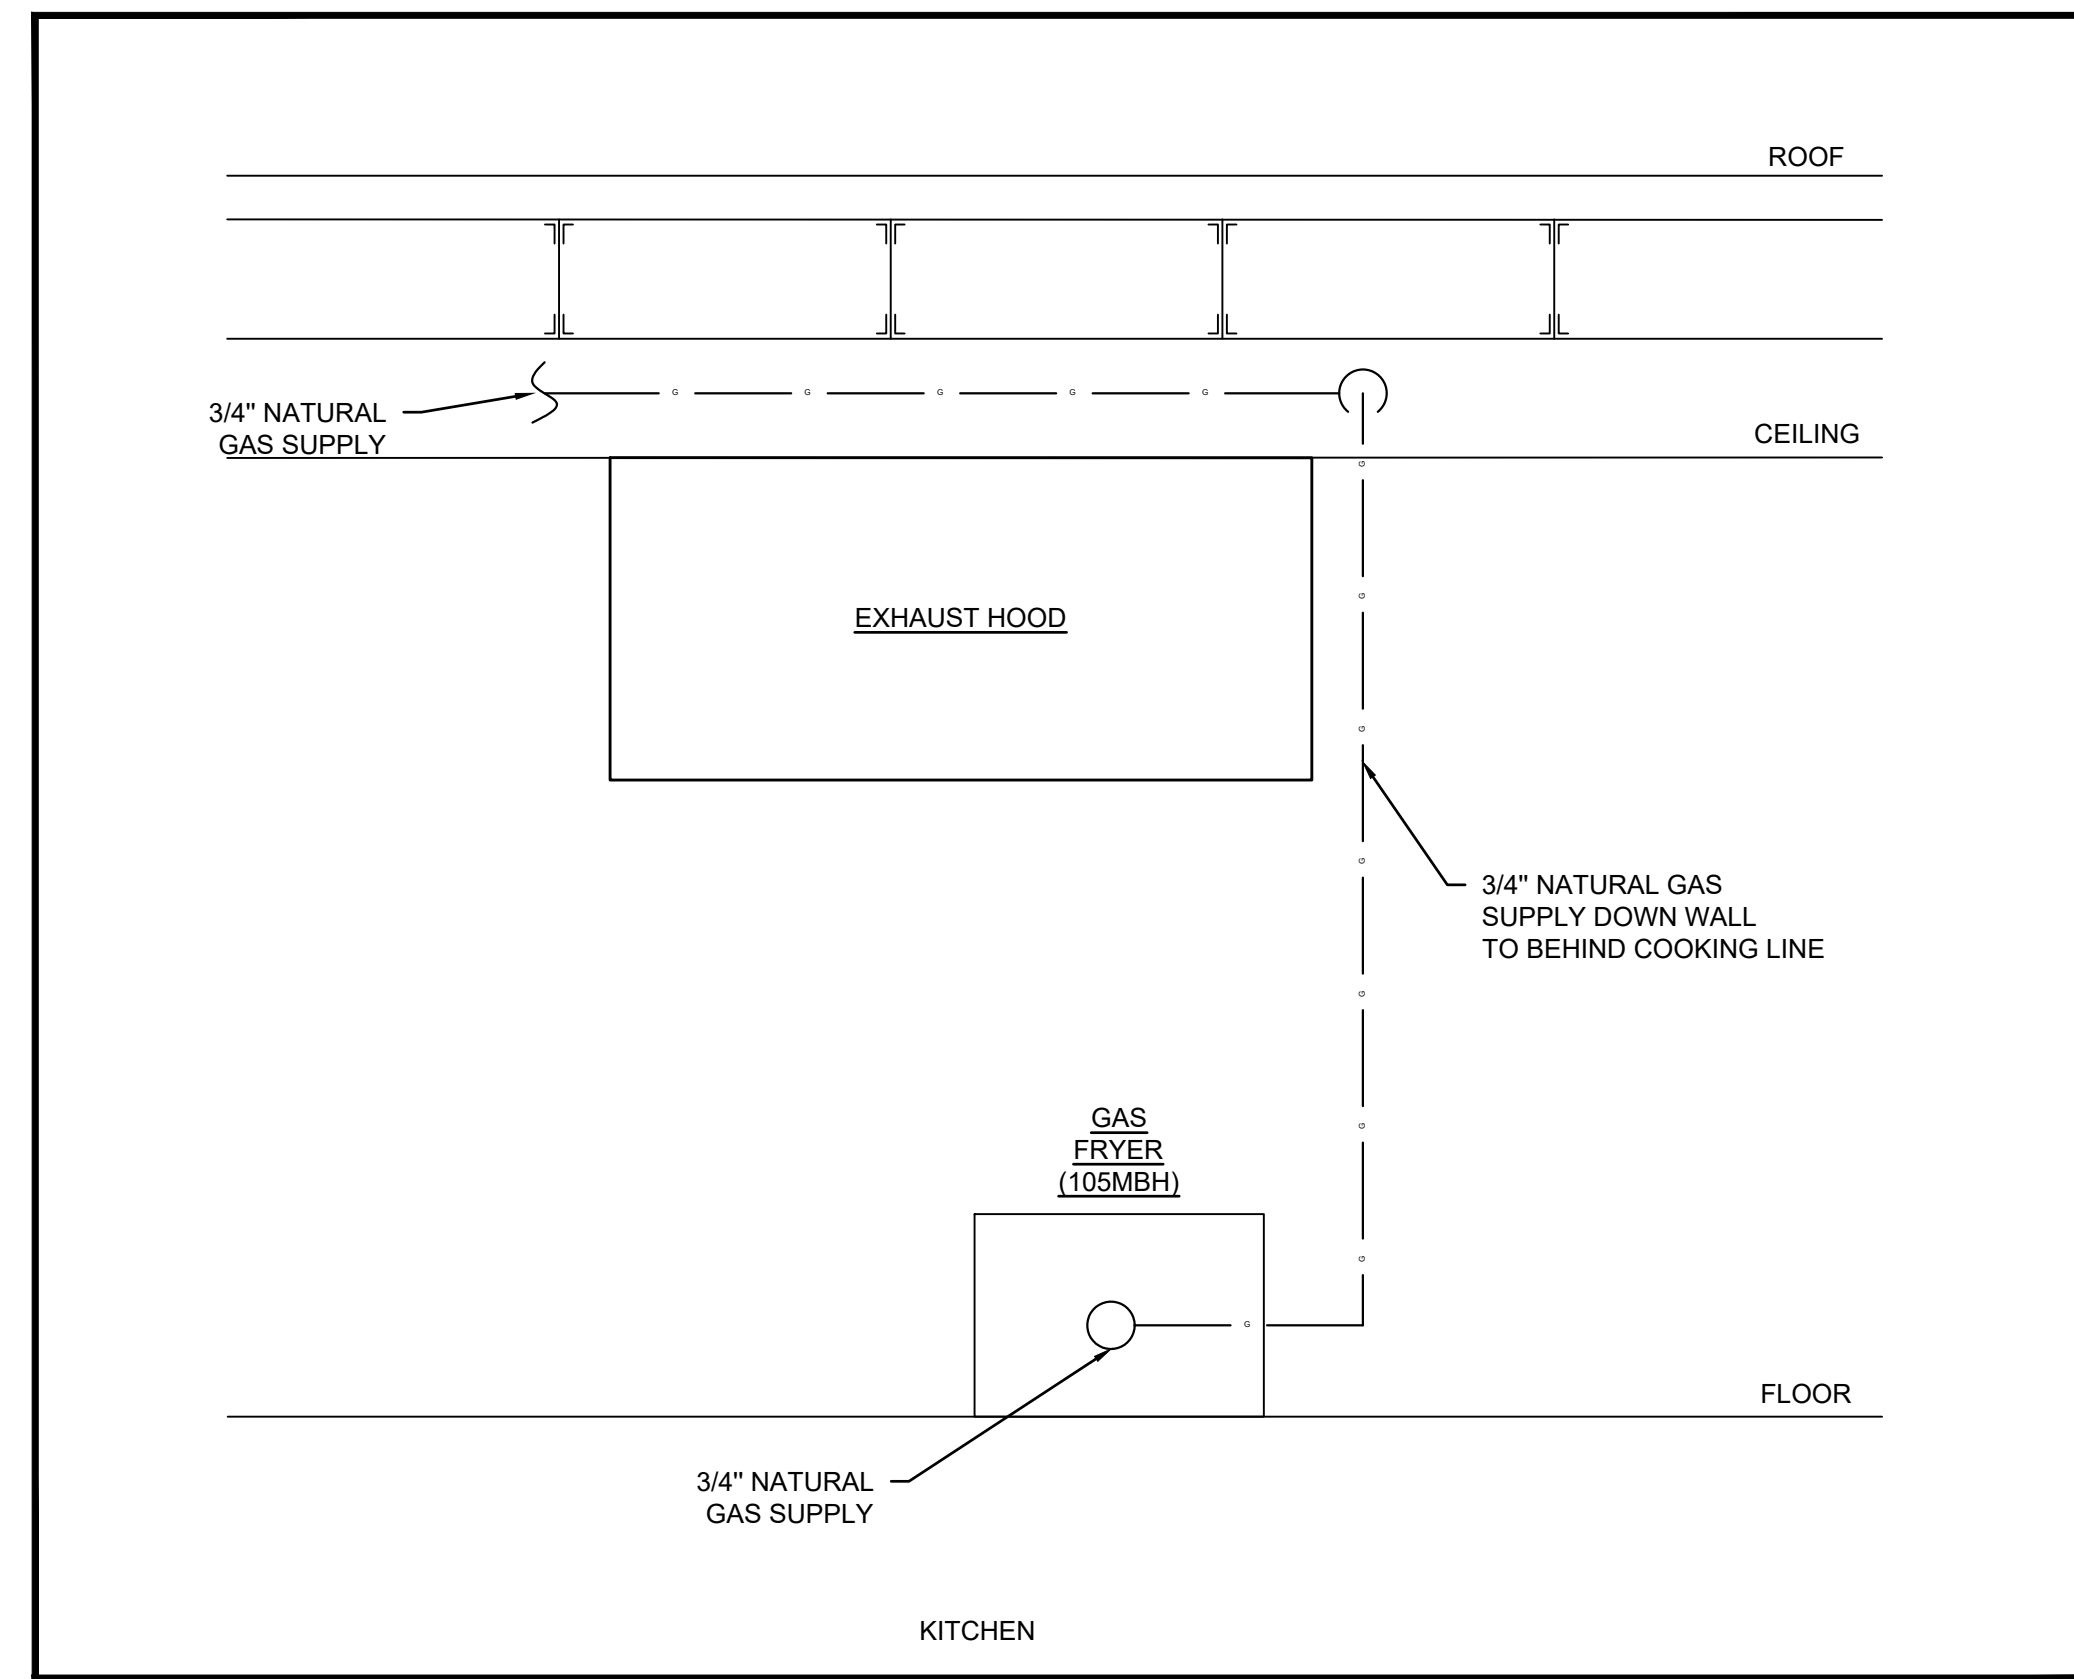 ROOF
3/4" NATURAL
GAS SUPPLY
G G G G G
CEILING
G
EXHAUST HOOD
G
G
G
3/4" NATURAL GAS
SUPPLY DOWN WALL
TO BEHIND COOKING LINE
G
GAS
FRYER
(105MBH)
G
G
G
FLOOR
3/4" NATURAL
GAS SUPPLY
KITCHEN